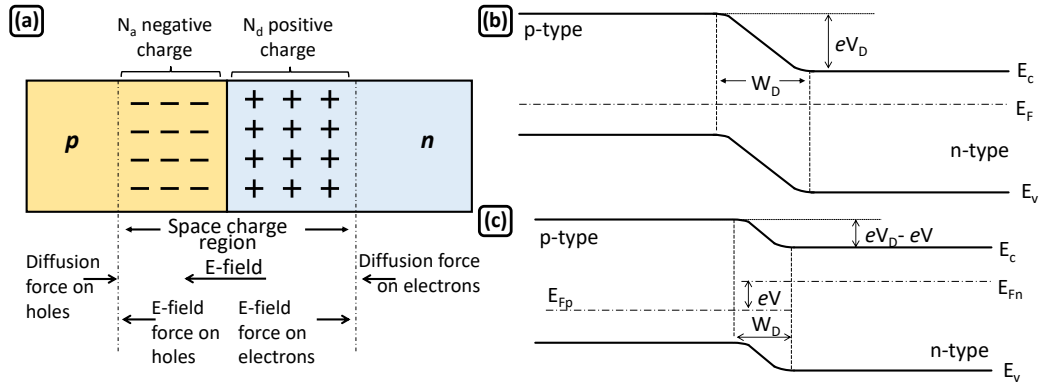 (a)
N_a negative
charge
N_d positive
charge
p
n
Space charge
region
E-field
Diffusion
force on
holes
Diffusion force
on electrons
E-field
force on
holes
E-field
force on
electrons
(b)
p-type
eV_D
W_D
E_c
E_F
n-type
E_v
(c)
p-type
eV_D- eV
E_c
E_Fp
eV
E_Fn
W_D
n-type
E_v